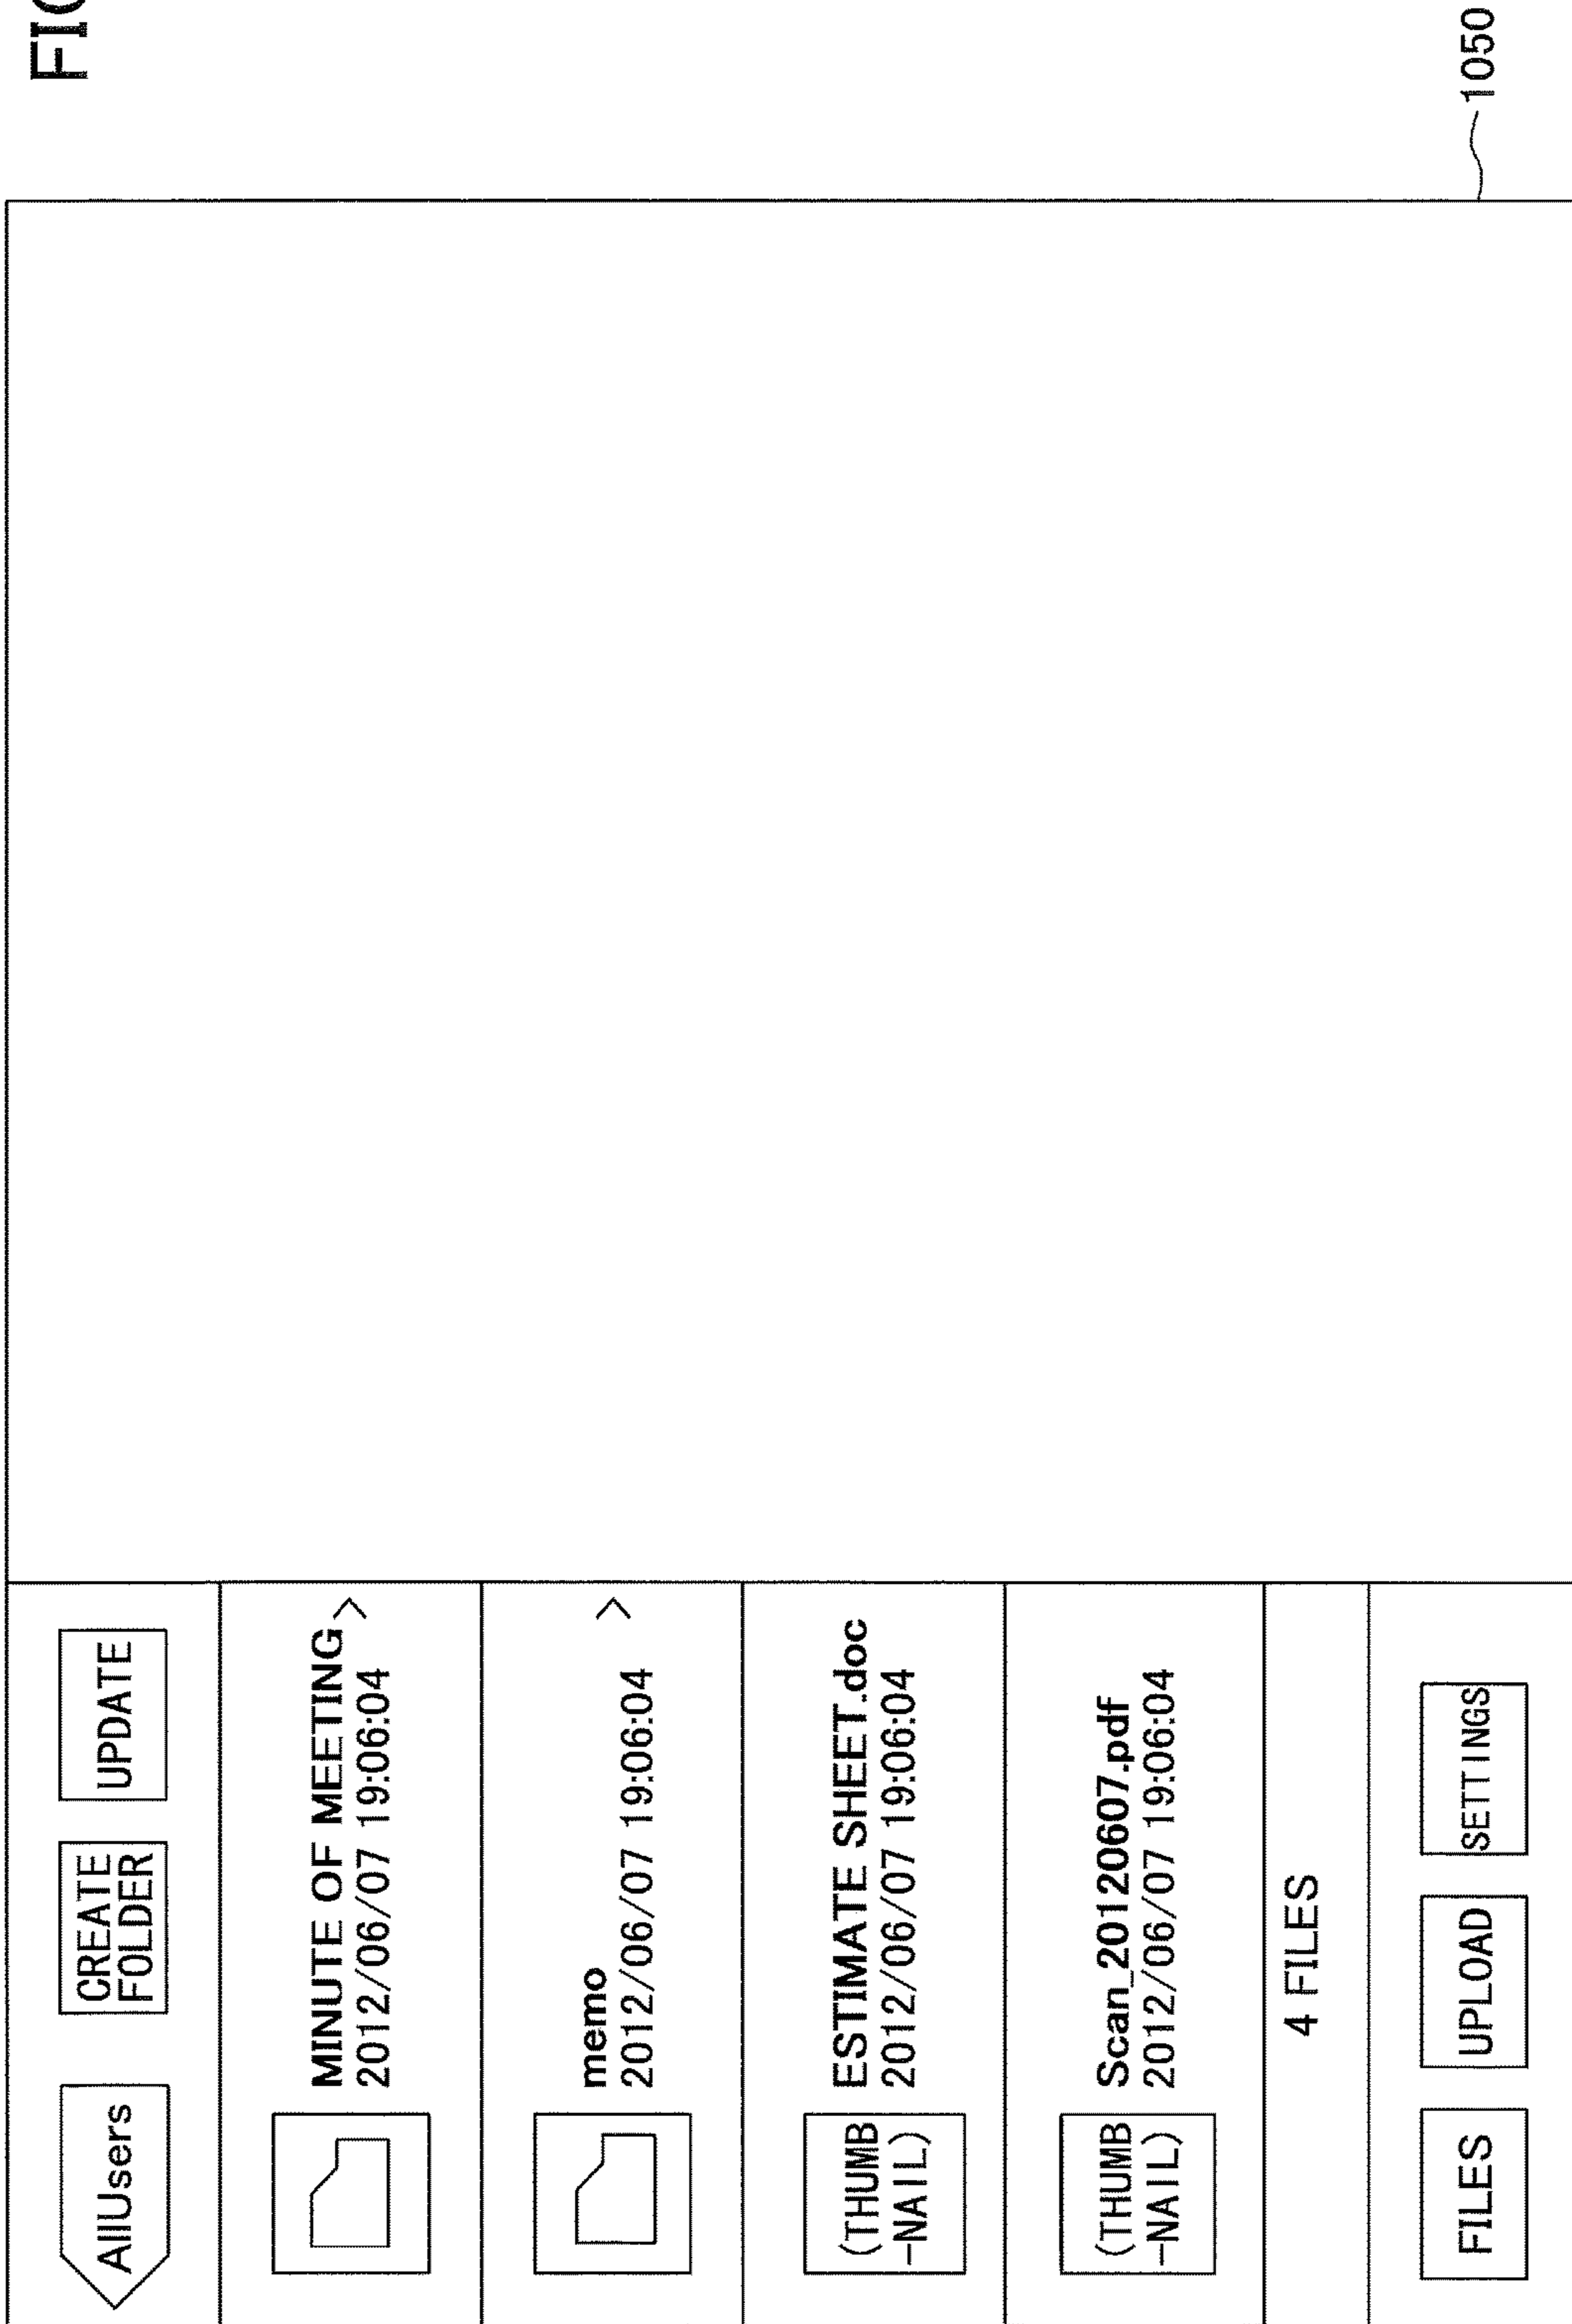 FIG
AllUsers
CREATE
FOLDER
UPDATE
MINUTE OF MEETING >
2012/06/07 19:06:04
memo >
2012/06/07 19:06:04
(THUMB
-NAIL)
ESTIMATE SHEET.doc
2012/06/07 19:06:04
(THUMB
-NAIL)
Scan_20120607.pdf
2012/06/07 19:06:04
4 FILES
FILES
UPLOAD
SETTINGS
1050